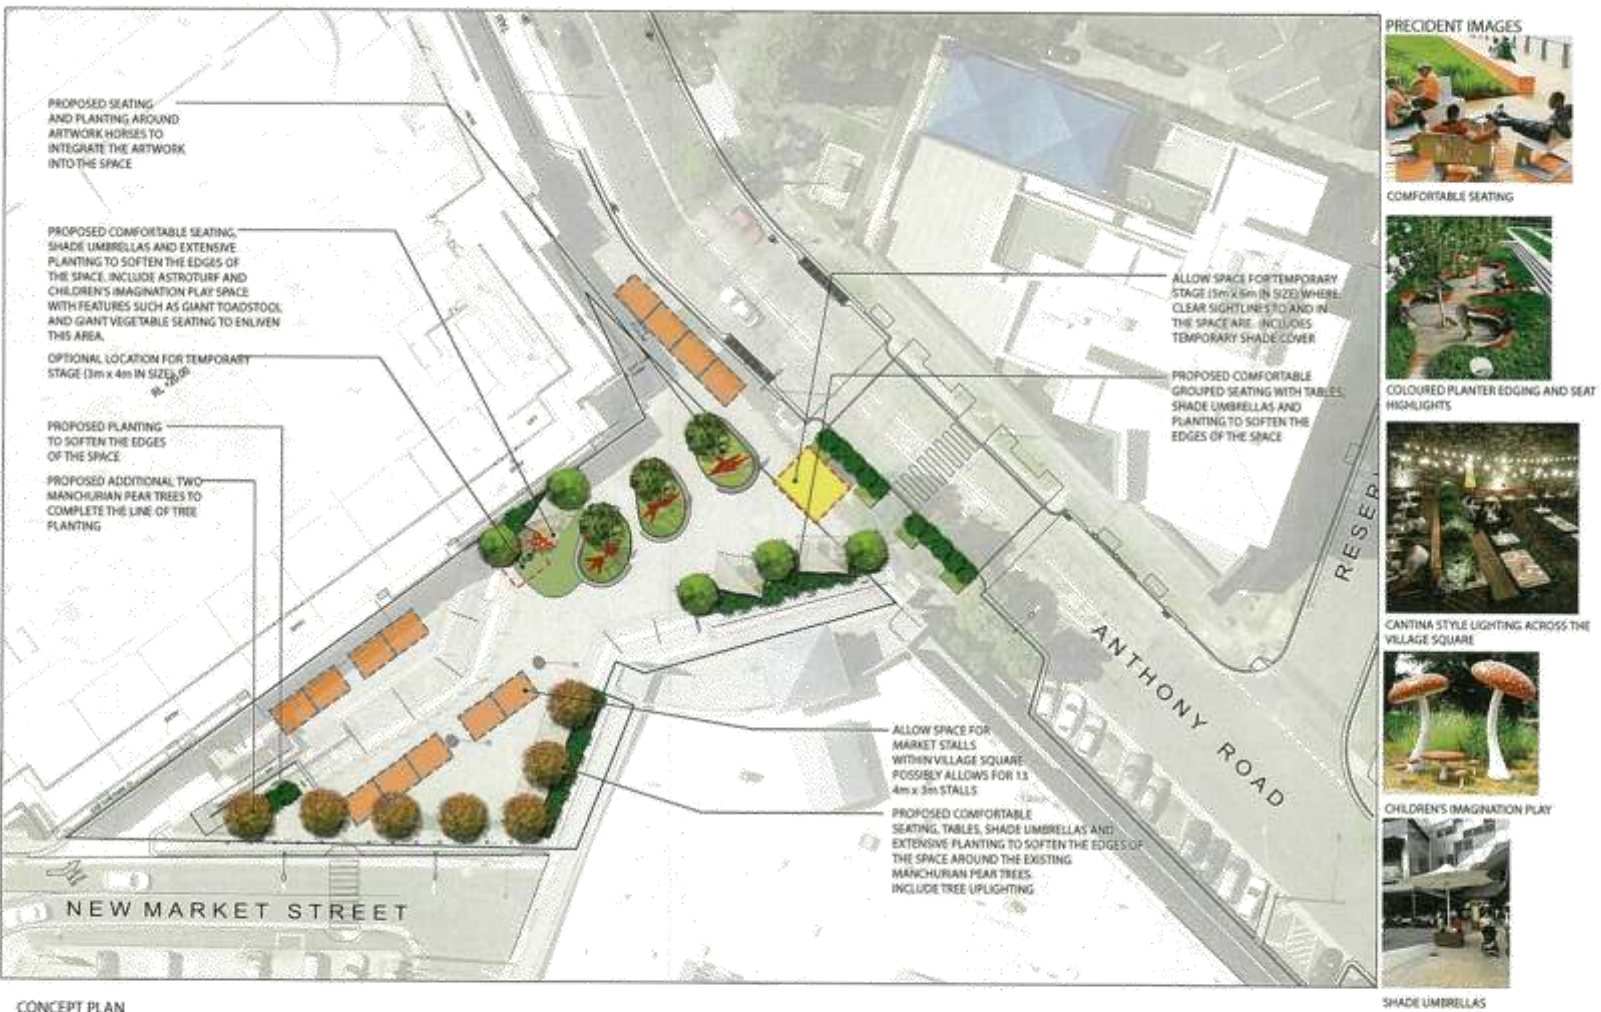 PROPOSED SEATING
AND PLANTING AROUND
ARTWORK HORSES TO
INTEGRATE THE ARTWORK
INTO THE SPACE
PROPOSED COMFORTABLE SEATING,
SHADE UMBRELLAS AND EXTENSIVE
PLANTING TO SOFTEN THE EDGES OF
THE SPACE. INCLUDE ASTROTURF AND
CHILDREN'S IMAGINATION PLAY SPACE
WITH FEATURES SUCH AS GIANT TOADSTOOL
AND GIANT VEGETABLE SEATING TO ENLIVEN
THIS AREA.
OPTIONAL LOCATION FOR TEMPORARY
STAGE (3m x 4m IN SIZE)
PROPOSED PLANTING
TO SOFTEN THE EDGES
OF THE SPACE
PROPOSED ADDITIONAL TWO
MANCHURIAN PEAR TREES TO
COMPLETE THE LINE OF TREE
PLANTING
ALLOW SPACE FOR TEMPORARY
STAGE (5m x 6m IN SIZE) WHERE
CLEAR SIGHTLINES TO AND IN
THE SPACE ARE. INCLUDES
TEMPORARY SHADE COVER
PROPOSED COMFORTABLE
GROUPED SEATING WITH TABLES,
SHADE UMBRELLAS AND
PLANTING TO SOFTEN THE
EDGES OF THE SPACE
ALLOW SPACE FOR
MARKET STALLS
WITHIN VILLAGE SQUARE
POSSIBLY ALLOWS FOR 13
4m x 3m STALLS
PROPOSED COMFORTABLE
SEATING, TABLES, SHADE UMBRELLAS AND
EXTENSIVE PLANTING TO SOFTEN THE EDGES OF
THE SPACE AROUND THE EXISTING
MANCHURIAN PEAR TREES.
INCLUDE TREE UPLIGHTING
ANTHONY ROAD
RESERV
NEW MARKET STREET
CONCEPT PLAN
PRECIDENT IMAGES
COMFORTABLE SEATING
COLOURED PLANTER EDGING AND SEAT
HIGHLIGHTS
CANTINA STYLE LIGHTING ACROSS THE
VILLAGE SQUARE
CHILDREN'S IMAGINATION PLAY
SHADE UMBRELLAS